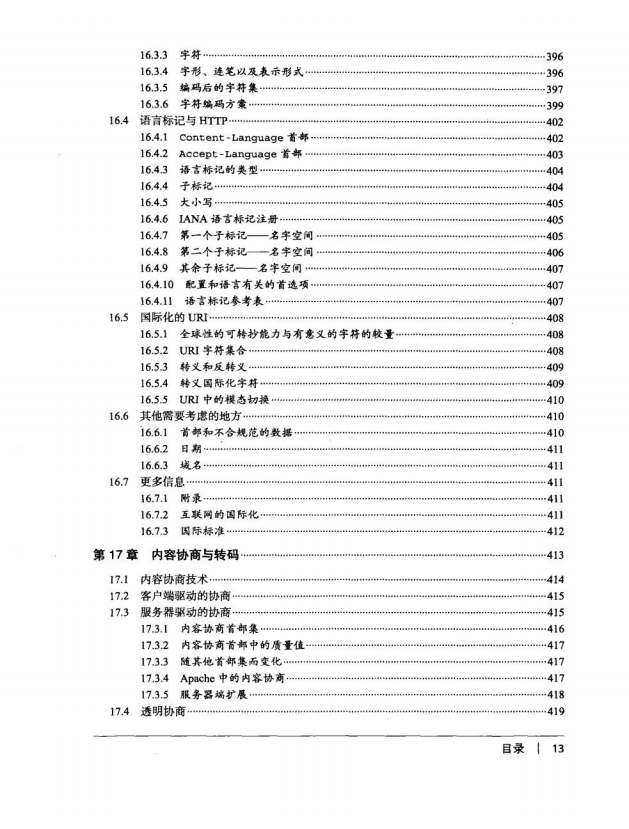 16.3.3 字符 396
16.3.4 字形、连笔以及表示形式 396
16.3.5 编码后的字符集 397
16.3.6 字符编码方案 399
16.4 语言标记与 HTTP 402
16.4.1 Content-Language 首部 402
16.4.2 Accept-Language 首部 403
16.4.3 语言标记的类型 404
16.4.4 子标记 404
16.4.5 大小写 405
16.4.6 IANA 语言标记注册 405
16.4.7 第一个子标记——名字空间 405
16.4.8 第二个子标记——名字空间 406
16.4.9 其余子标记——名字空间 407
16.4.10 配置和语言有关的首选项 407
16.4.11 语言标记参考表 407
16.5 国际化的 URI 408
16.5.1 全球性的可转抄能力与有意义的字符的较量 408
16.5.2 URI 字符集合 408
16.5.3 转义和反转义 409
16.5.4 转义国际化字符 409
16.5.5 URI 中的模态切换 410
16.6 其他需要考虑的地方 410
16.6.1 首部和不合规范的数据 410
16.6.2 日期 411
16.6.3 域名 411
16.7 更多信息 411
16.7.1 附录 411
16.7.2 互联网的国际化 411
16.7.3 国际标准 412
第 17 章 内容协商与转码 413
17.1 内容协商技术 414
17.2 客户端驱动的协商 415
17.3 服务器驱动的协商 415
17.3.1 内容协商首部集 416
17.3.2 内容协商首部中的质量值 417
17.3.3 随其他首部集而变化 417
17.3.4 Apache 中的内容协商 417
17.3.5 服务器端扩展 418
17.4 透明协商 419
目录 | 13